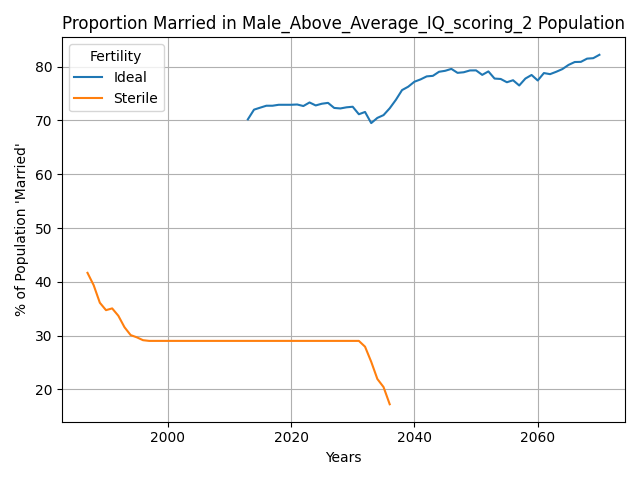 Proportion Married in Male_Above_Average_IQ_scoring_2 Population
Fertility
Ideal
Sterile
% of Population 'Married'
80
70
60
50
40
30
20
2000 2020 2040 2060
Years